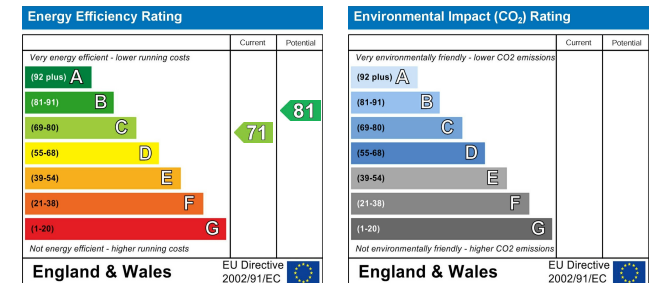 Energy Efficiency Rating
Current Potential
Very energy efficient - lower running costs
(92 plus) A
(81-91) B
(69-80) C
(55-68) D
(39-54) E
(21-38) F
(1-20) G
71
81
Not energy efficient - higher running costs
England & Wales
EU Directive
2002/91/EC
Environmental Impact (CO₂) Rating
Current Potential
Very environmentally friendly - lower CO2 emissions
(92 plus) A
(81-91) B
(69-80) C
(55-68) D
(39-54) E
(21-38) F
(1-20) G
Not environmentally friendly - higher CO2 emissions
England & Wales
EU Directive
2002/91/EC